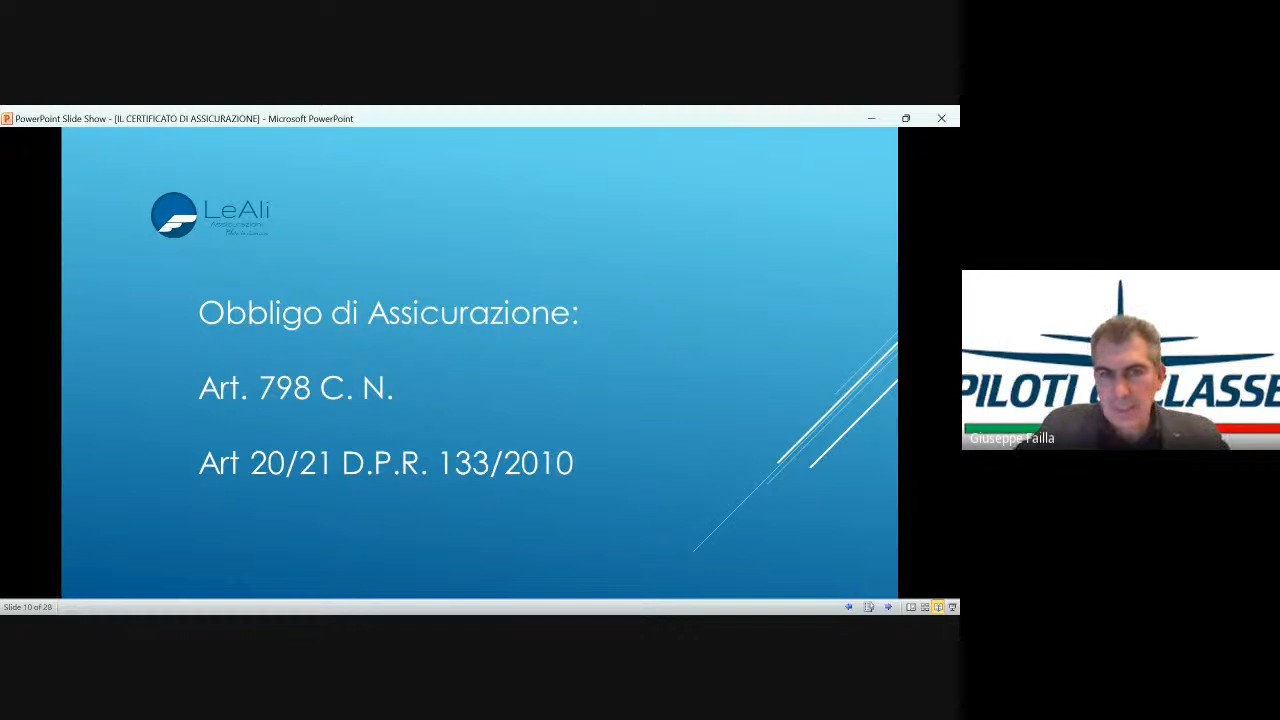 PowerPoint Slide Show - [IL CERTIFICATO DI ASSICURAZIONE] - Microsoft PowerPoint
LeAli
Assicurazioni
Obbligo di Assicurazione:
Art. 798 C. N.
Art 20/21 D.P.R. 133/2010
PILOTI CLASSE
Giuseppe Failla
Slide 10 of 28